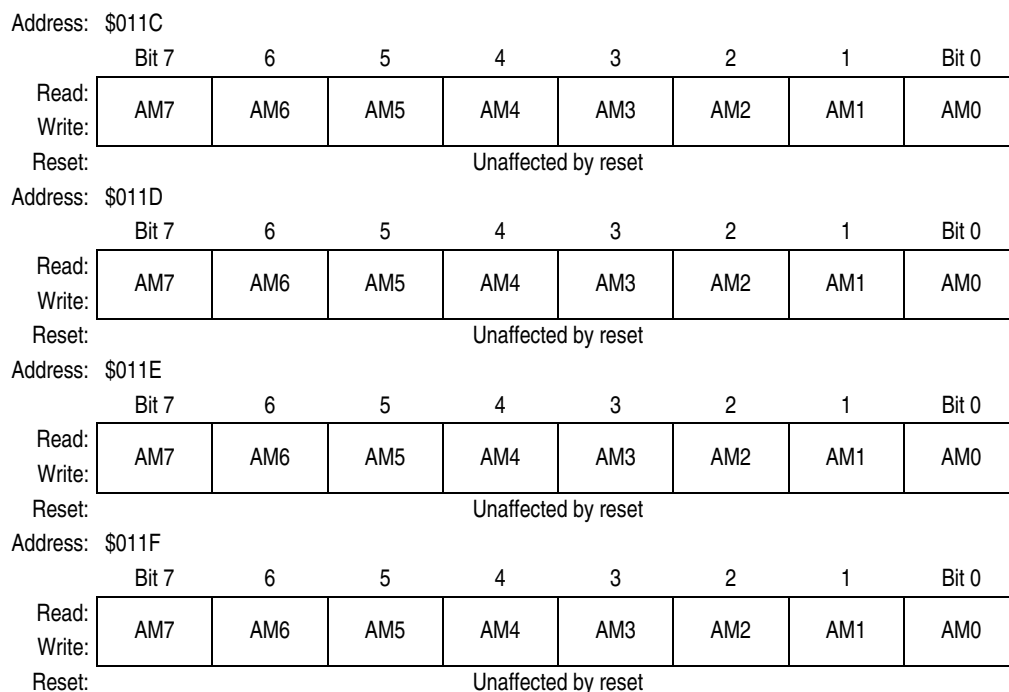 Address: $011C
Bit 7 6 5 4 3 2 1 Bit 0
Read:
AM7 AM6 AM5 AM4 AM3 AM2 AM1 AM0
Write:
Reset: Unaffected by reset
Address: $011D
Bit 7 6 5 4 3 2 1 Bit 0
Read:
AM7 AM6 AM5 AM4 AM3 AM2 AM1 AM0
Write:
Reset: Unaffected by reset
Address: $011E
Bit 7 6 5 4 3 2 1 Bit 0
Read:
AM7 AM6 AM5 AM4 AM3 AM2 AM1 AM0
Write:
Reset: Unaffected by reset
Address: $011F
Bit 7 6 5 4 3 2 1 Bit 0
Read:
AM7 AM6 AM5 AM4 AM3 AM2 AM1 AM0
Write:
Reset: Unaffected by reset